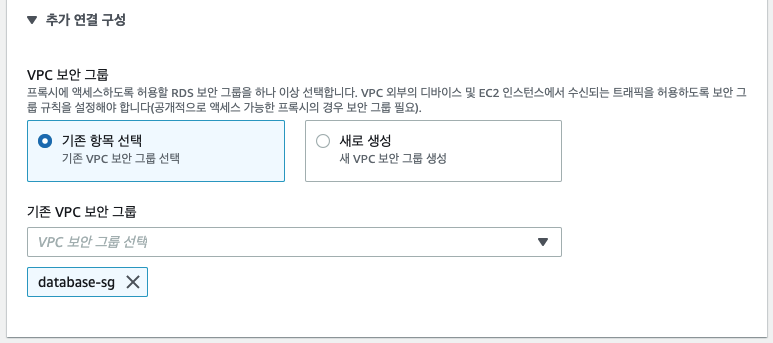 추가 연결 구성
VPC 보안 그룹
프록시에 액세스하도록 허용할 RDS 보안 그룹을 하나 이상 선택합니다. VPC 외부의 디바이스 및 EC2 인스턴스에서 수신되는 트래픽을 허용하도록 보안 그
룹 규칙을 설정해야 합니다(공개적으로 액세스 가능한 프록시의 경우 보안 그룹 필요).
기존 항목 선택
기존 VPC 보안 그룹 선택
새로 생성
새 VPC 보안 그룹 생성
기존 VPC 보안 그룹
VPC 보안 그룹 선택
database-sg